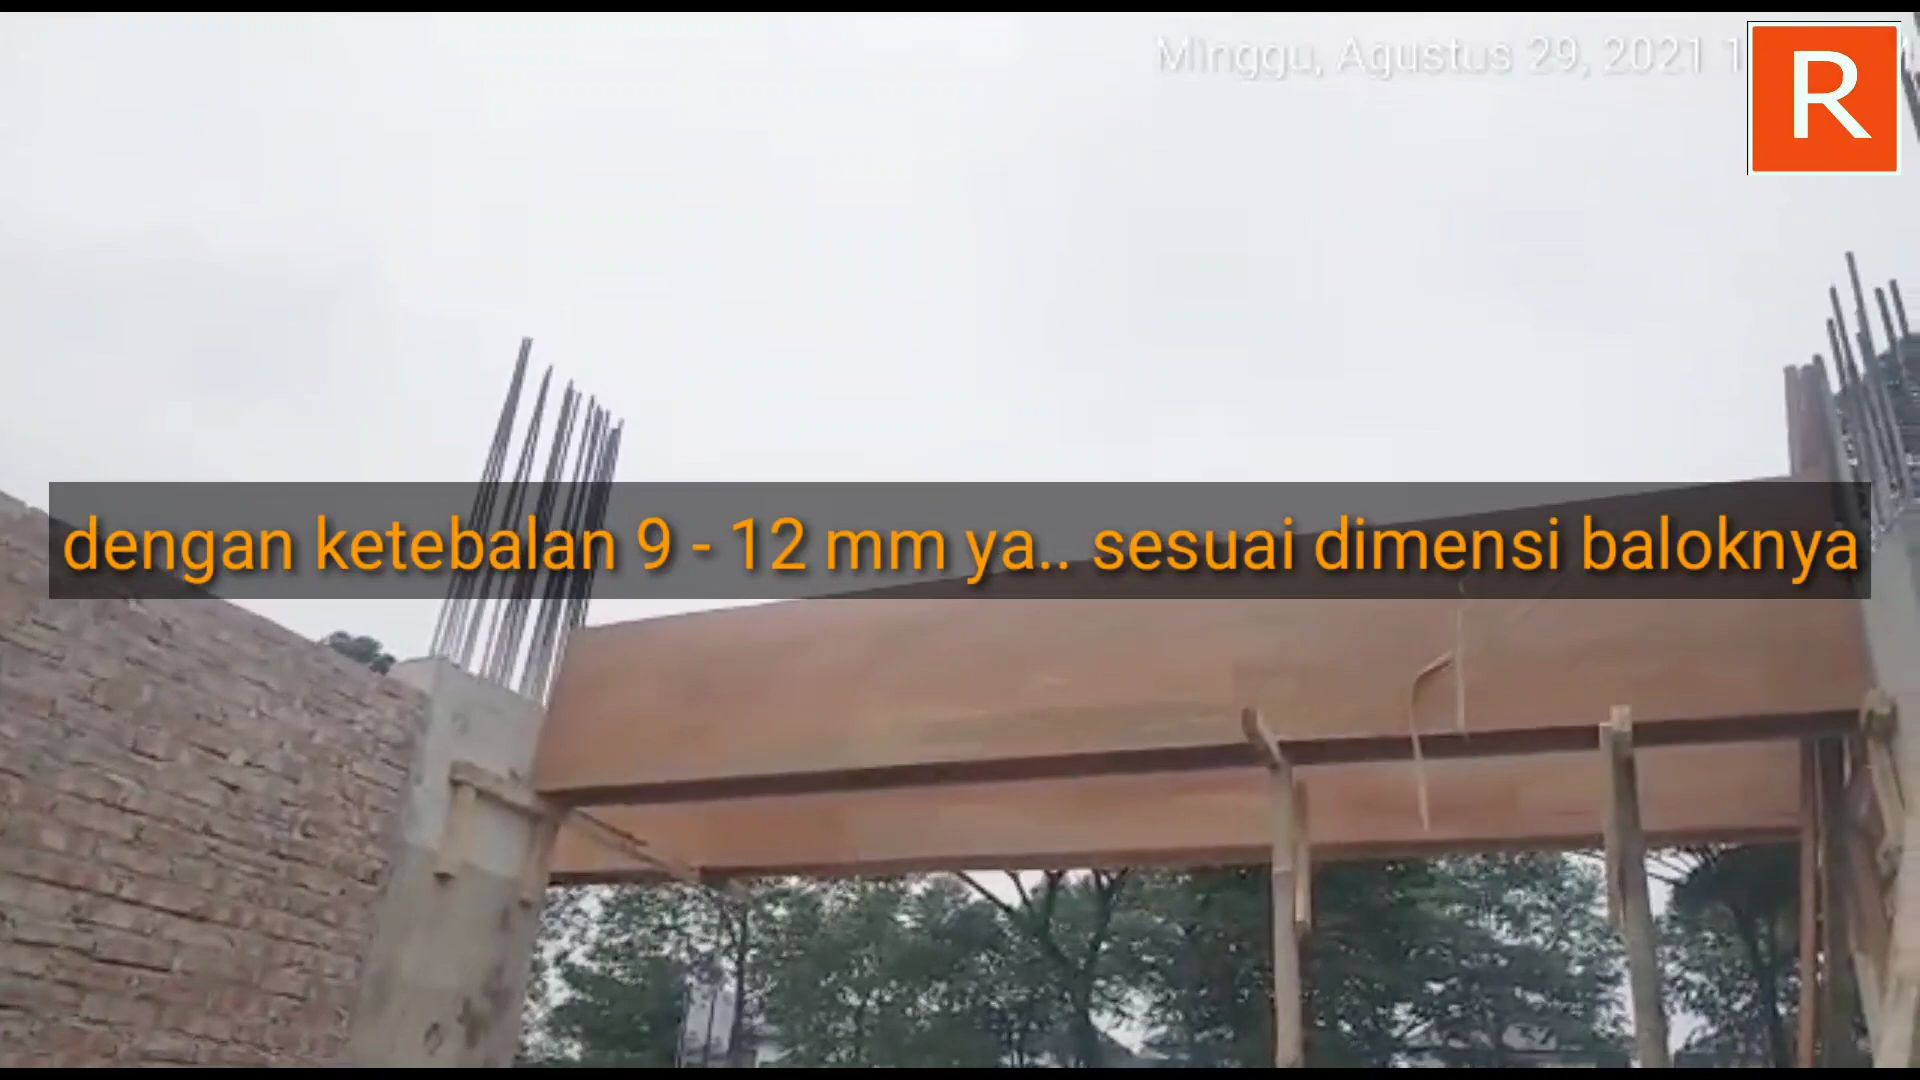 Minggu, Agustus 29, 2021
R
dengan ketebalan 9 - 12 mm ya.. sesuai dimensi baloknya